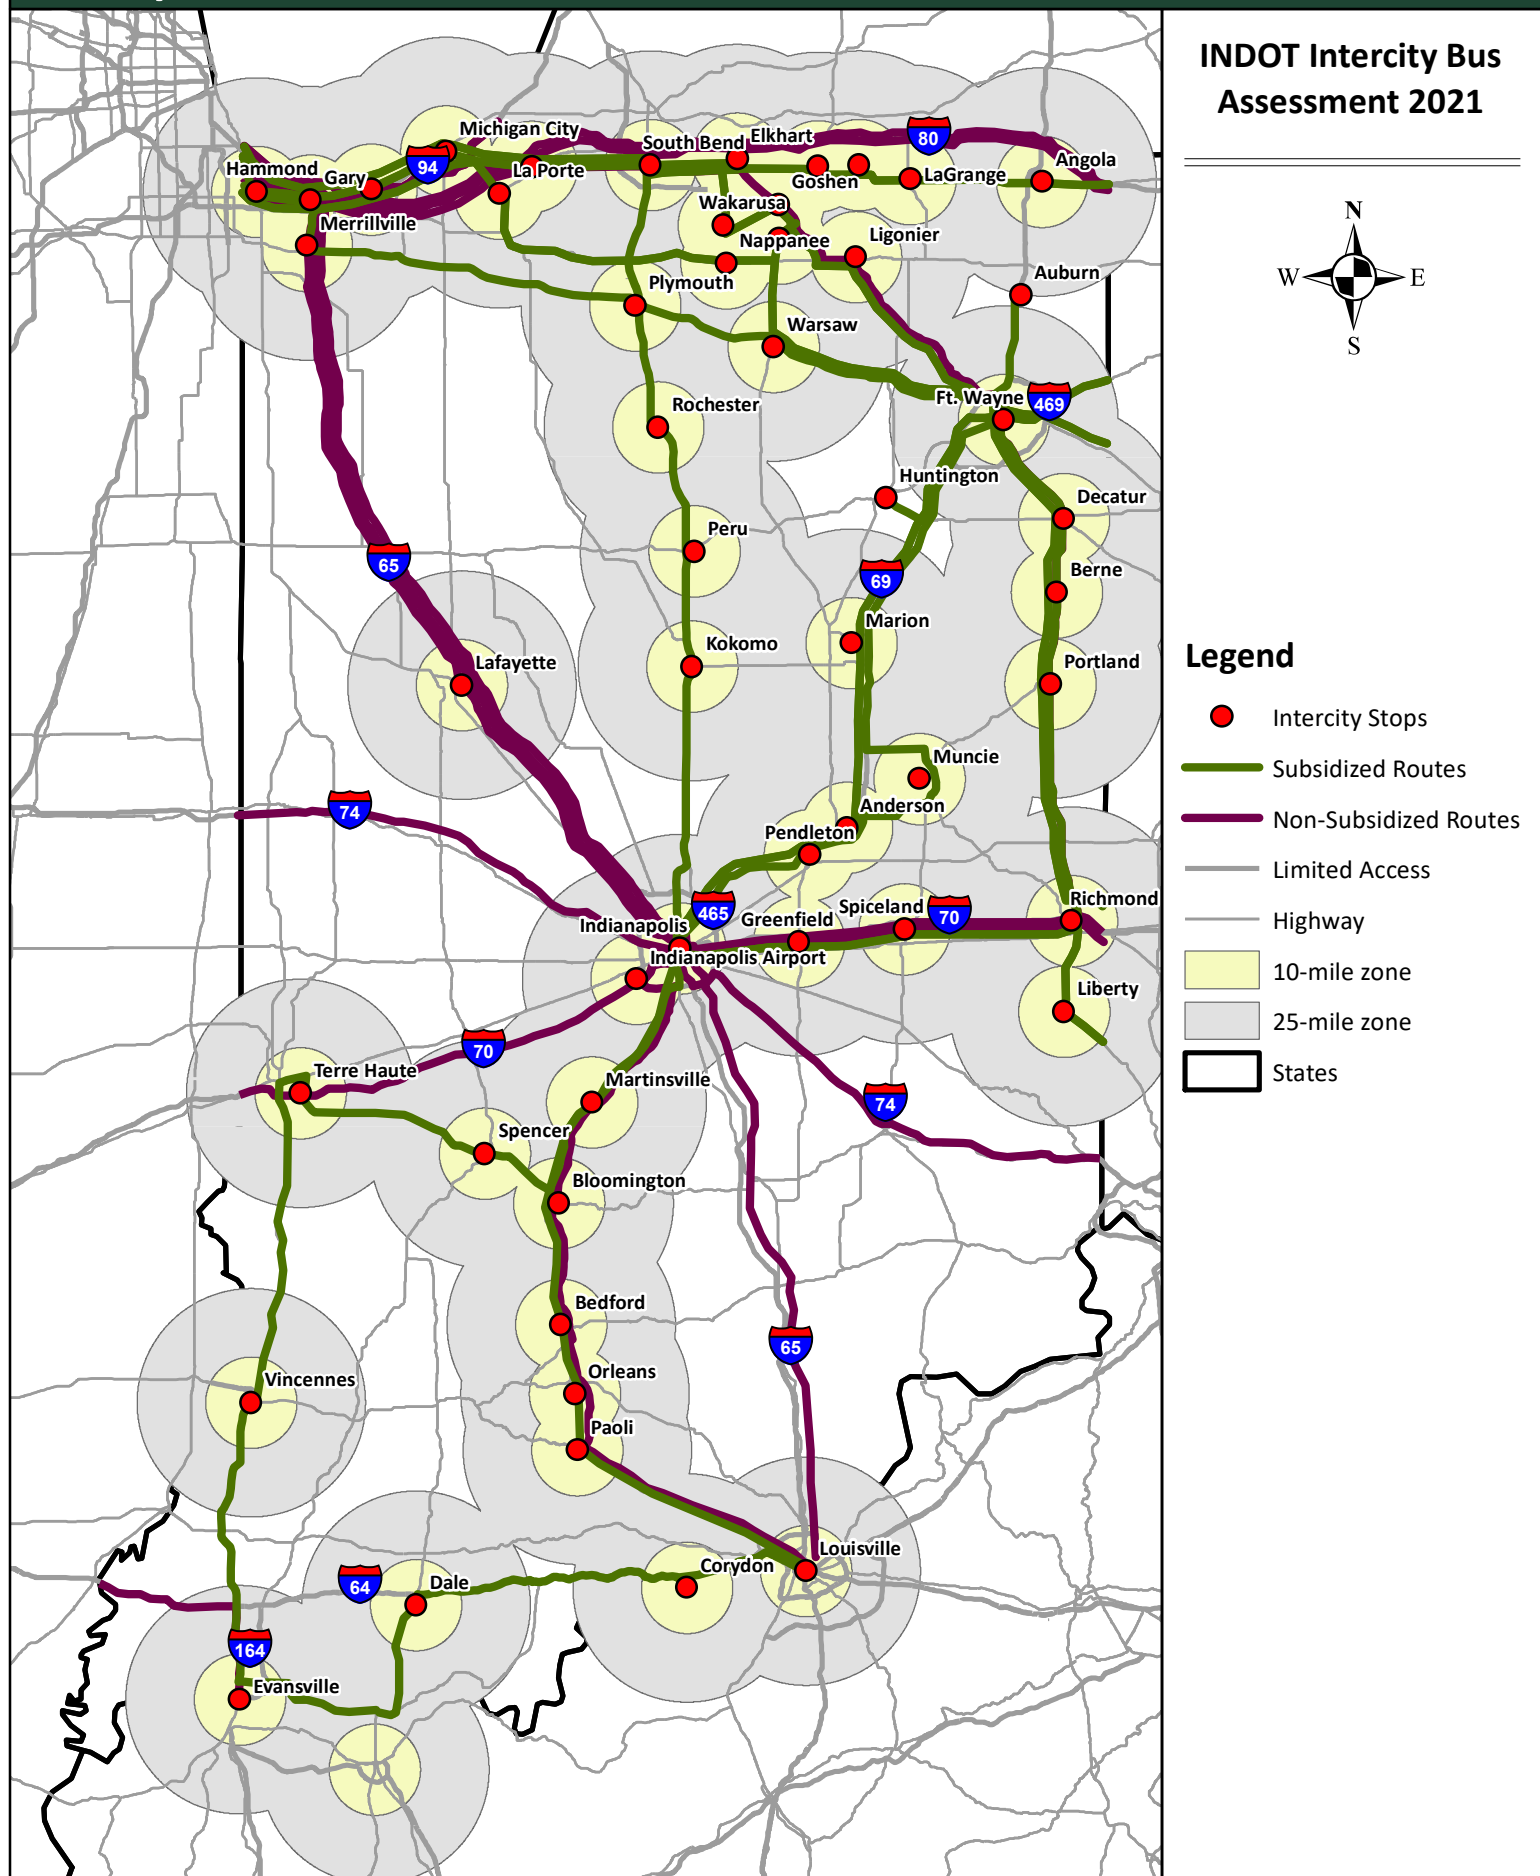 INDOT Intercity Bus
Assessment 2021
N
W
E
S
Legend
Intercity Stops
Subsidized Routes
Non-Subsidized Routes
Limited Access
Highway
10-mile zone
25-mile zone
States
Michigan City
South Bend
Elkhart
80
Angola
Hammond
Gary
94
La Porte
Goshen
LaGrange
Merrillville
Wakarusa
Nappanee
Ligonier
Auburn
Plymouth
Warsaw
Ft. Wayne
469
Rochester
Huntington
Decatur
Peru
65
69
Berne
Marion
Kokomo
Lafayette
Portland
74
Muncie
Anderson
Pendleton
465
Greenfield
Spiceland
70
Richmond
Indianapolis
Indianapolis Airport
Liberty
70
Terre Haute
Martinsville
74
Spencer
Bloomington
Bedford
65
Orleans
Vincennes
Paoli
Louisville
Corydon
64
Dale
164
Evansville